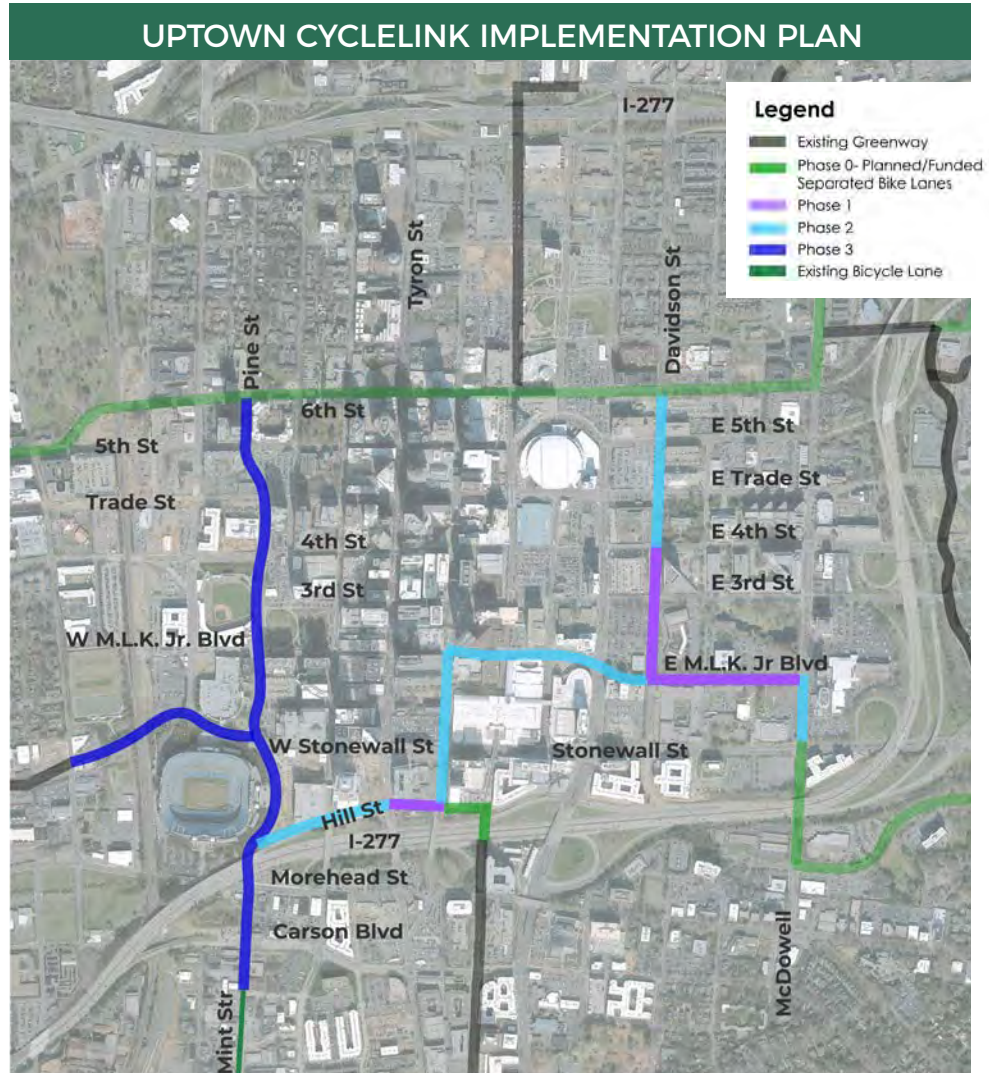 UPTOWN CYCLELINK IMPLEMENTATION PLAN
I-277
Legend
Existing Greenway
Phase 0- Planned/Funded
Separated Bike Lanes
Phase 1
Phase 2
Phase 3
Existing Bicycle Lane
Tyron St
Davidson St
Pine St
6th St
5th St
E 5th St
Trade St
E Trade St
4th St
E 4th St
3rd St
E 3rd St
W M.L.K. Jr. Blvd
E M.L.K. Jr Blvd
W Stonewall St
Stonewall St
Hill St
I-277
Morehead St
Carson Blvd
McDowell
Mint Str